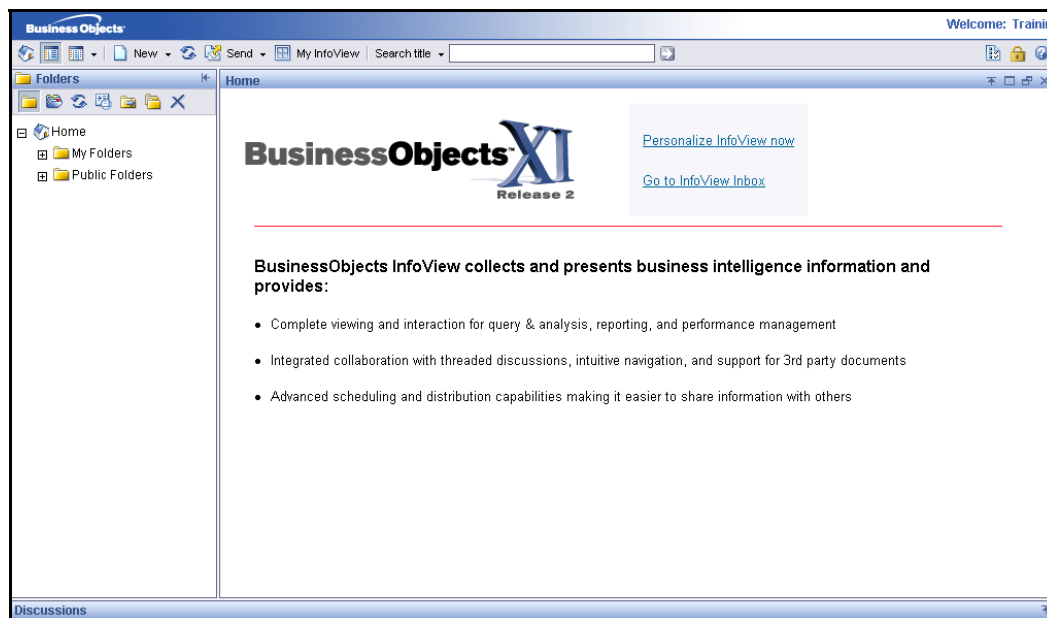 Business Objects
Welcome: Traini
New Send My InfoView Search title
Folders
Home
Home
My Folders
Public Folders
BusinessObjects™ XI
Release 2
Personalize InfoView now
Go to InfoView Inbox
BusinessObjects InfoView collects and presents business intelligence information and
provides:
• Complete viewing and interaction for query & analysis, reporting, and performance management
• Integrated collaboration with threaded discussions, intuitive navigation, and support for 3rd party documents
• Advanced scheduling and distribution capabilities making it easier to share information with others
Discussions